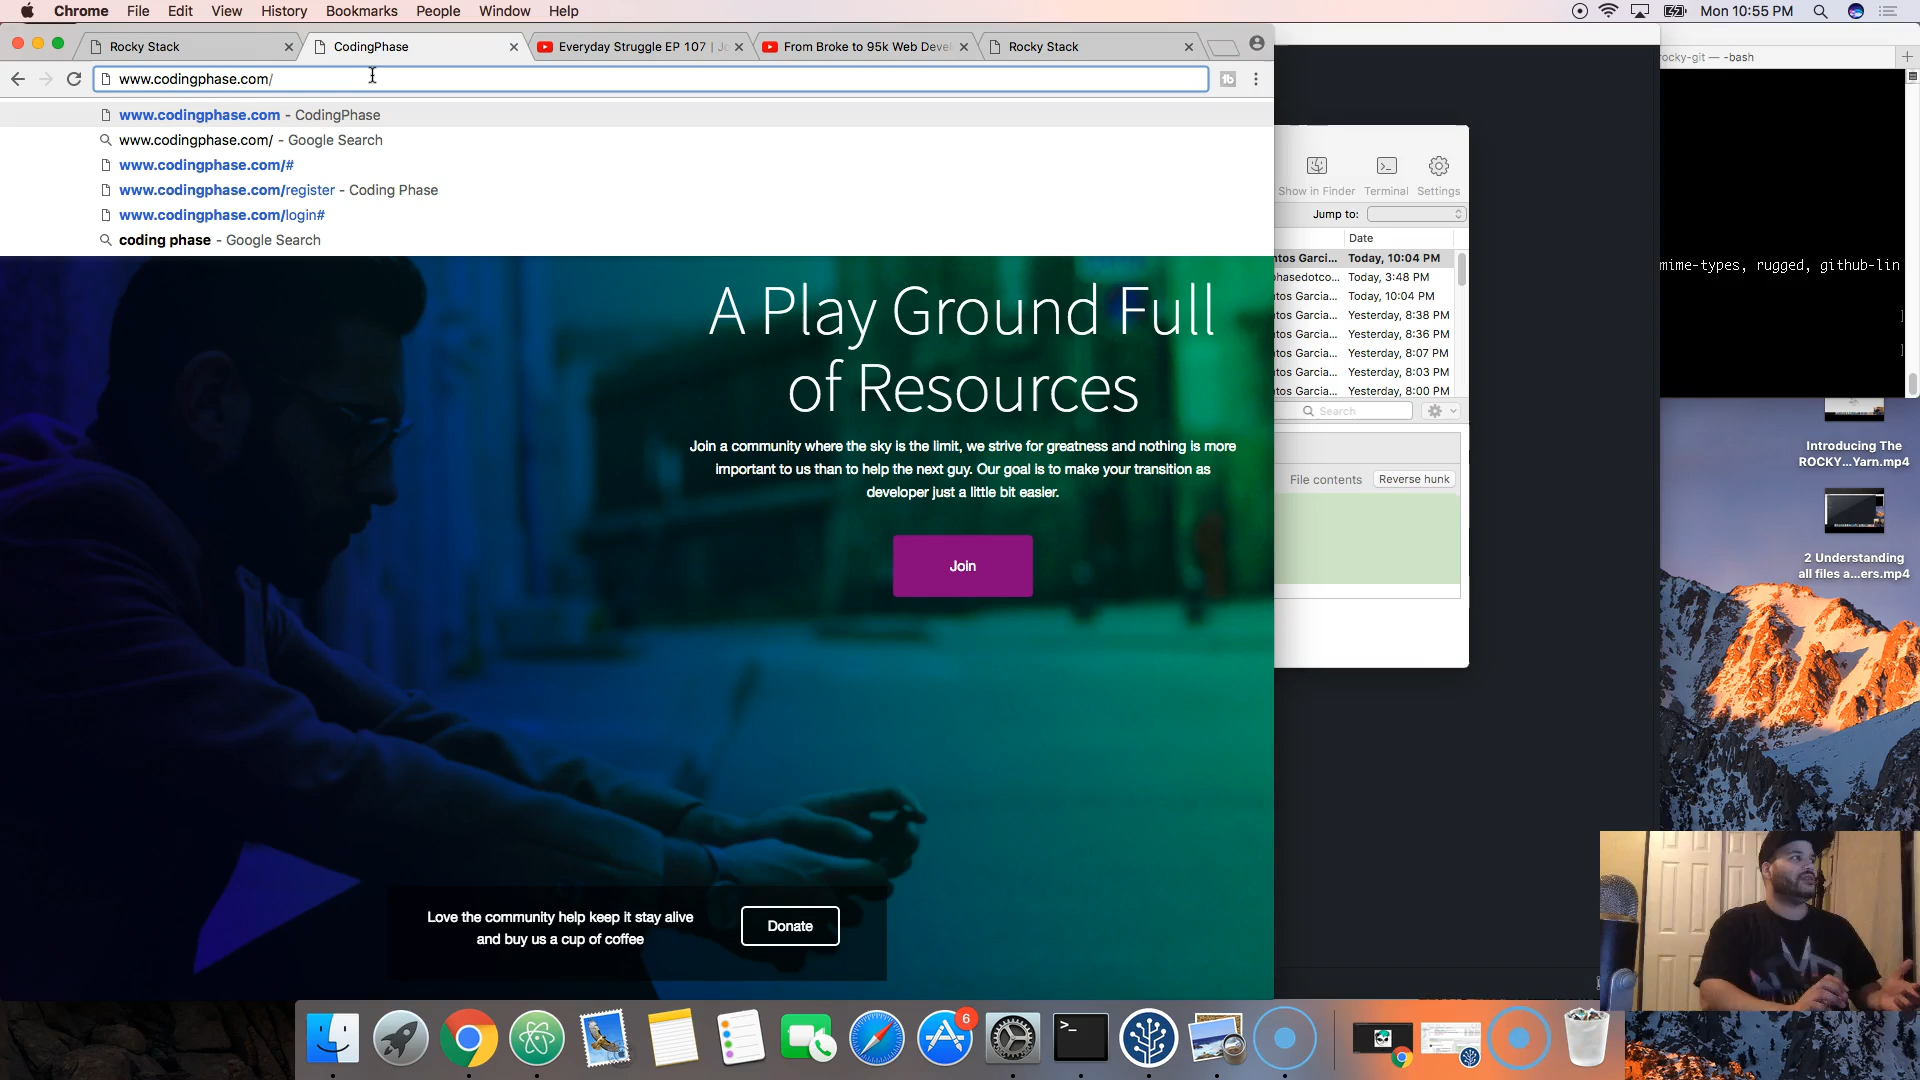 Chrome File Edit View History Bookmarks People Window Help
Mon 10:55 PM
Rocky Stack
CodingPhase
Everyday Struggle EP 107
From Broke to 95k Web Deve
Rocky Stack
ocky-git — -bash
www.codingphase.com/
www.codingphase.com - CodingPhase
www.codingphase.com/ - Google Search
www.codingphase.com/#
www.codingphase.com/register - Coding Phase
www.codingphase.com/login#
coding phase - Google Search
Show in Finder Terminal Settings
Jump to:
Date
tos Garci... Today, 10:04 PM
hasedotco... Today, 3:48 PM
tos Garcia... Today, 10:04 PM
tos Garcia... Yesterday, 8:38 PM
tos Garcia... Yesterday, 8:36 PM
tos Garcia... Yesterday, 8:07 PM
tos Garcia... Yesterday, 8:03 PM
tos Garcia... Yesterday, 8:00 PM
Search
File contents Reverse hunk
mime-types, rugged, github-lin
]
]
Introducing The
ROCKY...Yarn.mp4
2 Understanding
all files a...ers.mp4
A Play Ground Full
of Resources
Join a community where the sky is the limit, we strive for greatness and nothing is more
important to us than to help the next guy. Our goal is to make your transition as
developer just a little bit easier.
Join
Love the community help keep it stay alive
and buy us a cup of coffee
Donate
6
>_